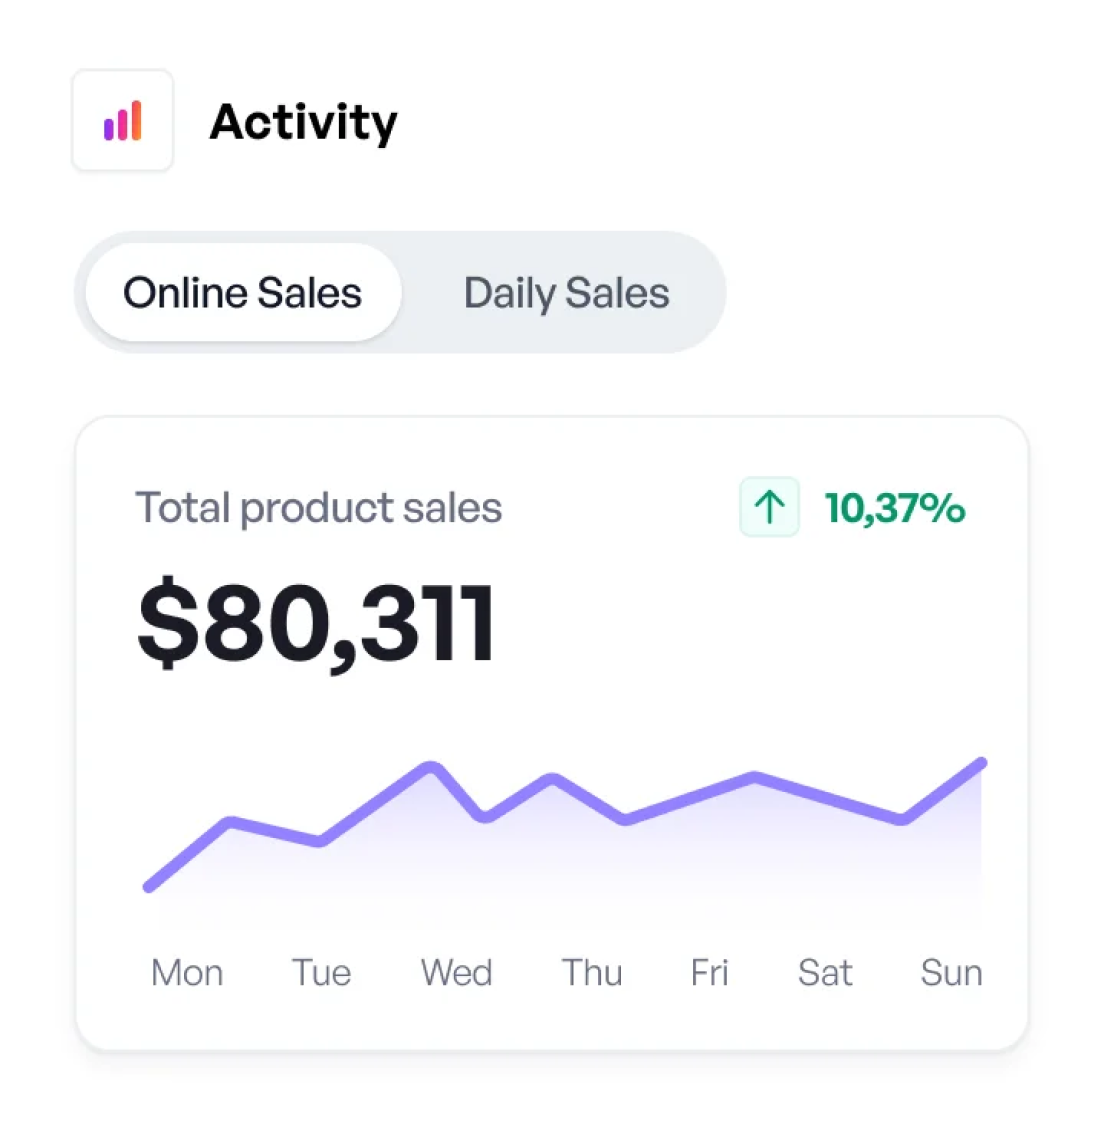 Activity
Online Sales Daily Sales
Total product sales 10,37%
$80,311
Mon Tue Wed Thu Fri Sat Sun